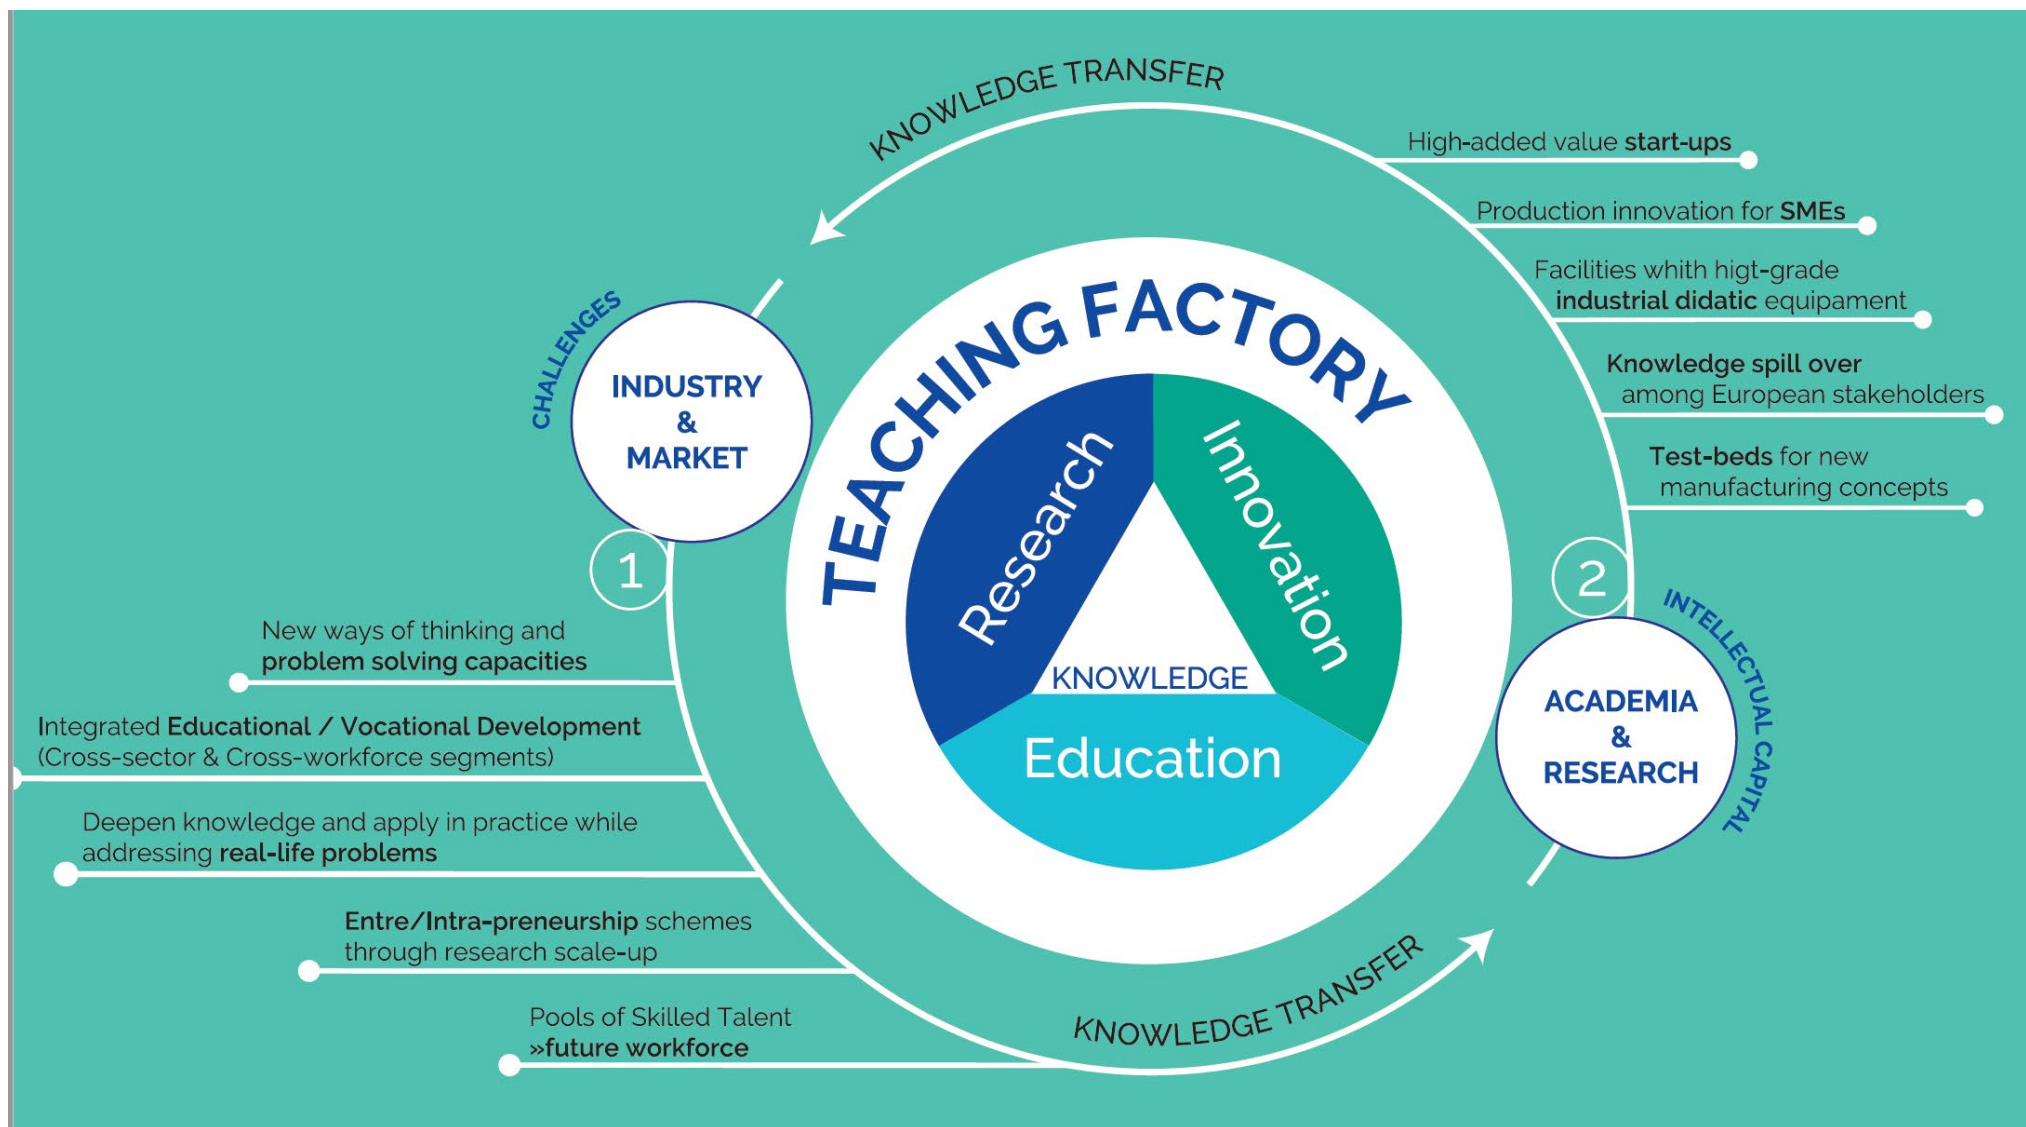 KNOWLEDGE TRANSFER
High-added value start-ups
Production innovation for SMEs
Facilities whith higt-grade
industrial didatic equipament
Knowledge spill over
among European stakeholders
Test-beds for new
manufacturing concepts
CHALLENGES
INDUSTRY
&
MARKET
1
TEACHING FACTORY
Research
Innovation
KNOWLEDGE
Education
2
INTELLECTUAL CAPITAL
ACADEMIA
&
RESEARCH
New ways of thinking and
problem solving capacities
Integrated Educational / Vocational Development
(Cross-sector & Cross-workforce segments)
Deepen knowledge and apply in practice while
addressing real-life problems
Entre/Intra-preneurship schemes
through research scale-up
Pools of Skilled Talent
»future workforce
KNOWLEDGE TRANSFER